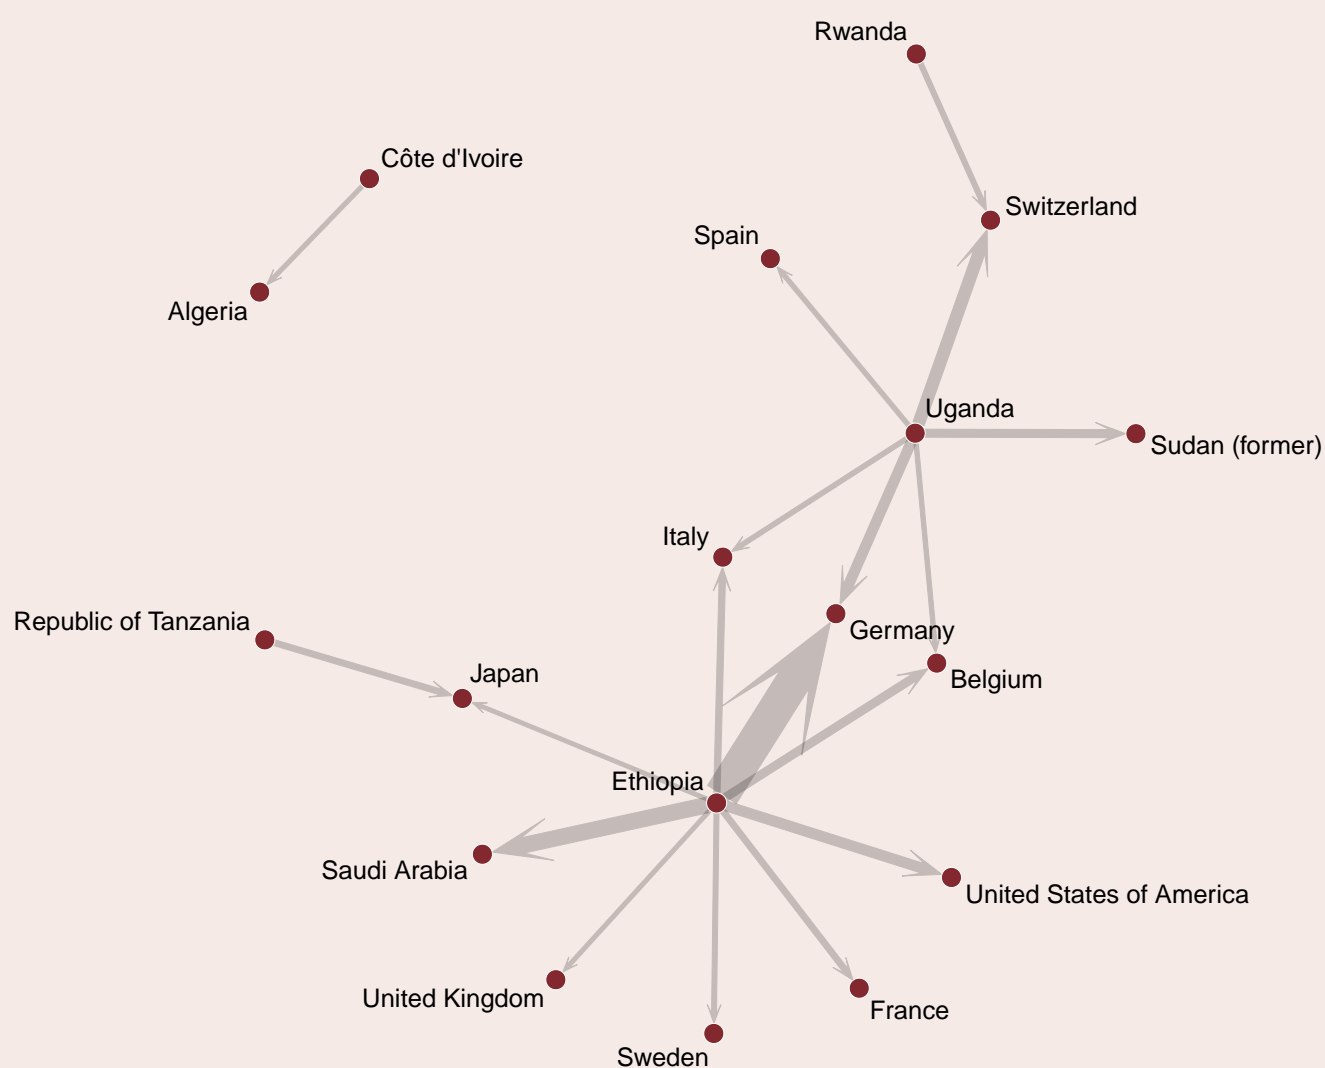 Rwanda
Côte d'Ivoire
Switzerland
Spain
Algeria
Uganda
Sudan (former)
Italy
Republic of Tanzania
Germany
Japan
Belgium
Ethiopia
Saudi Arabia
United States of America
United Kingdom
France
Sweden